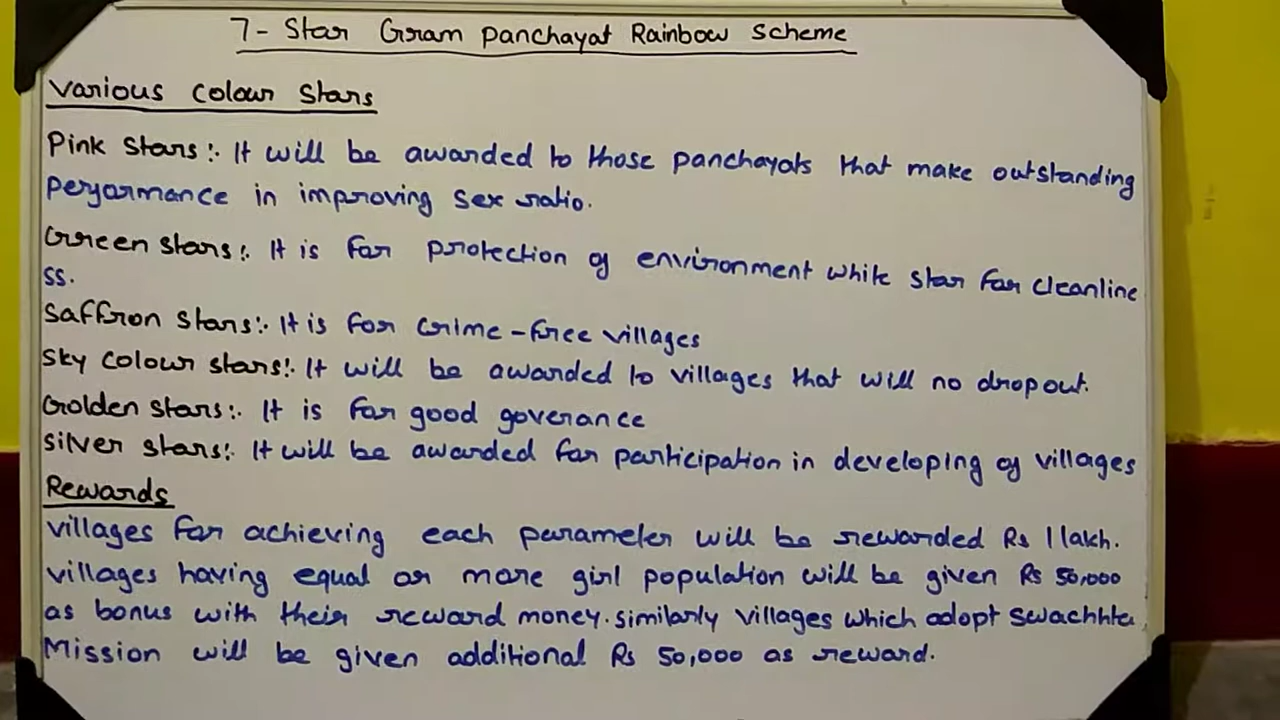 7- Star Gram Panchayat Rainbow Scheme
Various Colour Stars
Pink Stars:. It will be awarded to those panchayats that make outstanding
Performance in improving Sex ratio.
Green stars:. It is for protection of environment while star for cleanline
ss.
Saffron Stars:. It is for crime-free villages
Sky colour stars:. It will be awarded to villages that will no dropout.
Golden stars:. It is for good goverance
Silver stars:. It will be awarded for participation in developing of villages
Rewards
Villages for achieving each parameter will be rewarded Rs 1 lakh.
Villages having equal or more girl population will be given Rs 50,000
as bonus with their reward money. similarly villages which adopt Swachhta
Mission will be given additional Rs 50,000 as reward.